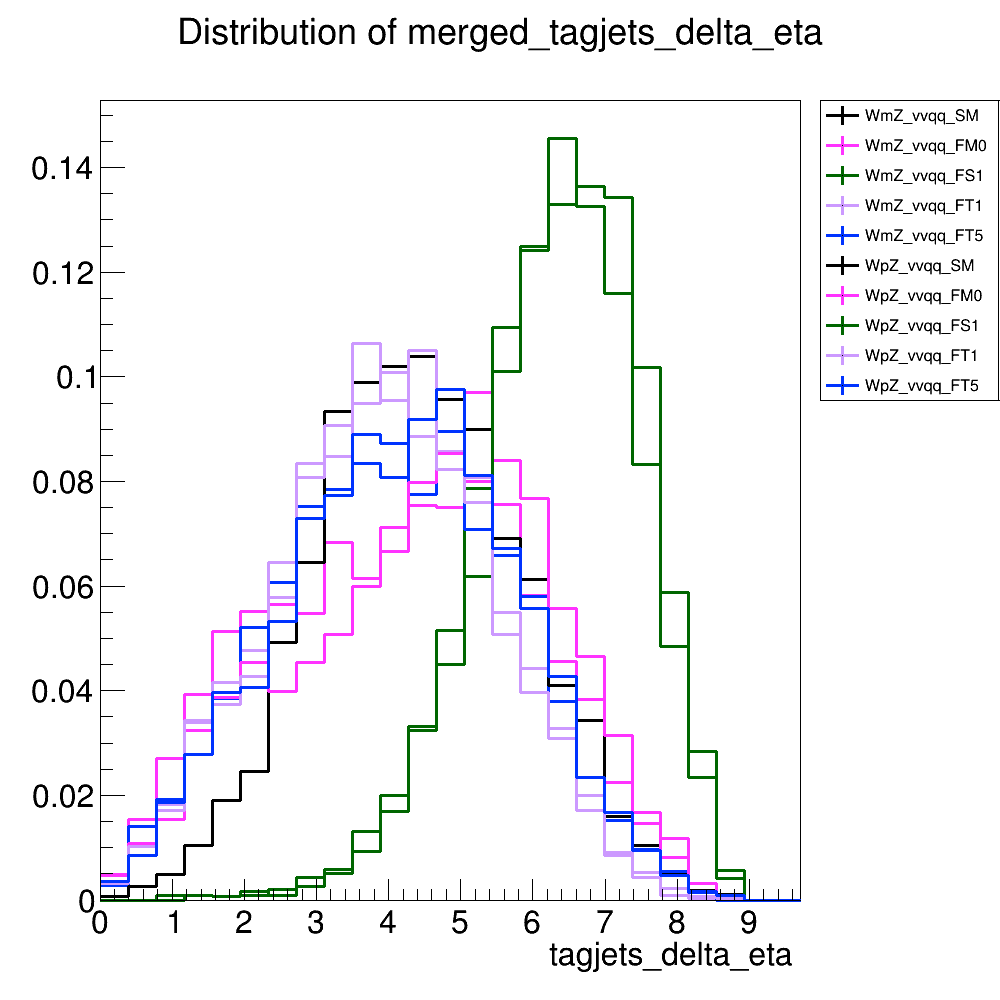 Distribution of merged_tagjets_delta_eta
WmZ_vvqq_SM
WmZ_vvqq_FM0
WmZ_vvqq_FS1
WmZ_vvqq_FT1
WmZ_vvqq_FT5
WpZ_vvqq_SM
WpZ_vvqq_FM0
WpZ_vvqq_FS1
WpZ_vvqq_FT1
WpZ_vvqq_FT5
0.14
0.12
0.1
0.08
0.06
0.04
0.02
0
0 1 2 3 4 5 6 7 8 9
tagjets_delta_eta